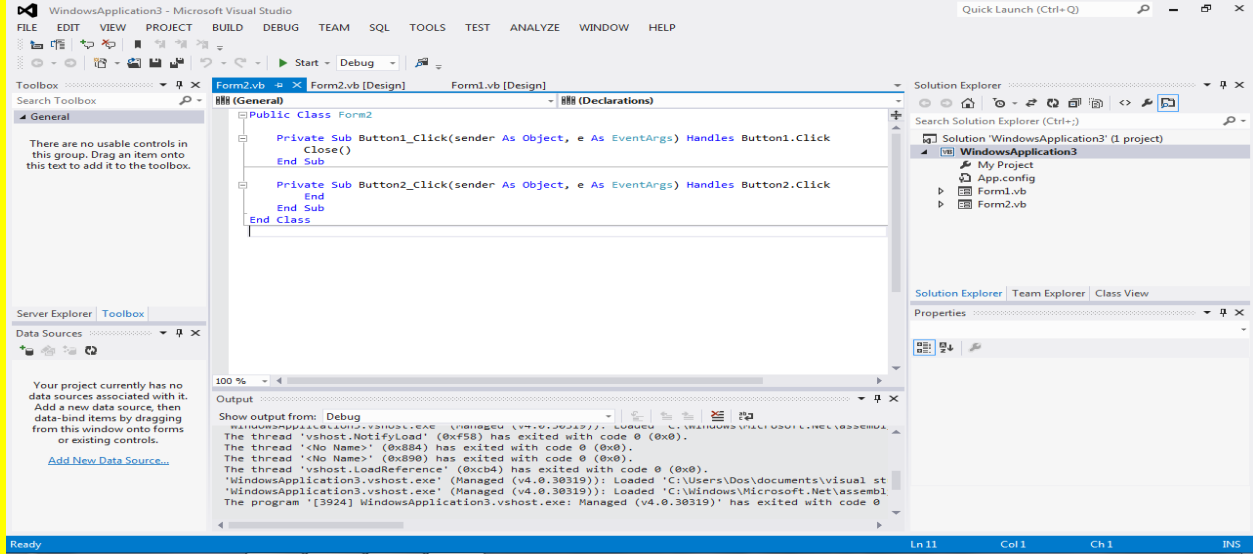 WindowsApplication3 - Microsoft Visual Studio
Quick Launch (Ctrl+Q)
FILE EDIT VIEW PROJECT BUILD DEBUG TEAM SQL TOOLS TEST ANALYZE WINDOW HELP
Start Debug
Toolbox
Search Toolbox
General
There are no usable controls in
this group. Drag an item onto
this text to add it to the toolbox.
Server Explorer Toolbox
Data Sources
Your project currently has no
data sources associated with it.
Add a new data source, then
data-bind items by dragging
from this window onto forms
or existing controls.
Add New Data Source...
Form2.vb Form2.vb [Design] Form1.vb [Design]
(General) (Declarations)
Public Class Form2
Private Sub Button1_Click(sender As Object, e As EventArgs) Handles Button1.Click
Close()
End Sub
Private Sub Button2_Click(sender As Object, e As EventArgs) Handles Button2.Click
End
End Sub
End Class
100 %
Output
Show output from: Debug
'WindowsApplication3.vshost.exe' (Managed (v4.0.30319)): Loaded 'C:\Windows\Microsoft.Net\assembl
The thread 'vshost.NotifyLoad' (0xf58) has exited with code 0 (0x0).
The thread '<No Name>' (0x884) has exited with code 0 (0x0).
The thread '<No Name>' (0x890) has exited with code 0 (0x0).
The thread 'vshost.LoadReference' (0xcb4) has exited with code 0 (0x0).
'WindowsApplication3.vshost.exe' (Managed (v4.0.30319)): Loaded 'C:\Users\Dos\documents\visual st
'WindowsApplication3.vshost.exe' (Managed (v4.0.30319)): Loaded 'C:\Windows\Microsoft.Net\assembl
The program '[3924] WindowsApplication3.vshost.exe: Managed (v4.0.30319)' has exited with code 0
Solution Explorer
Search Solution Explorer (Ctrl+;)
Solution 'WindowsApplication3' (1 project)
VB WindowsApplication3
My Project
App.config
Form1.vb
Form2.vb
Solution Explorer Team Explorer Class View
Properties
Ready Ln 11 Col 1 Ch 1 INS